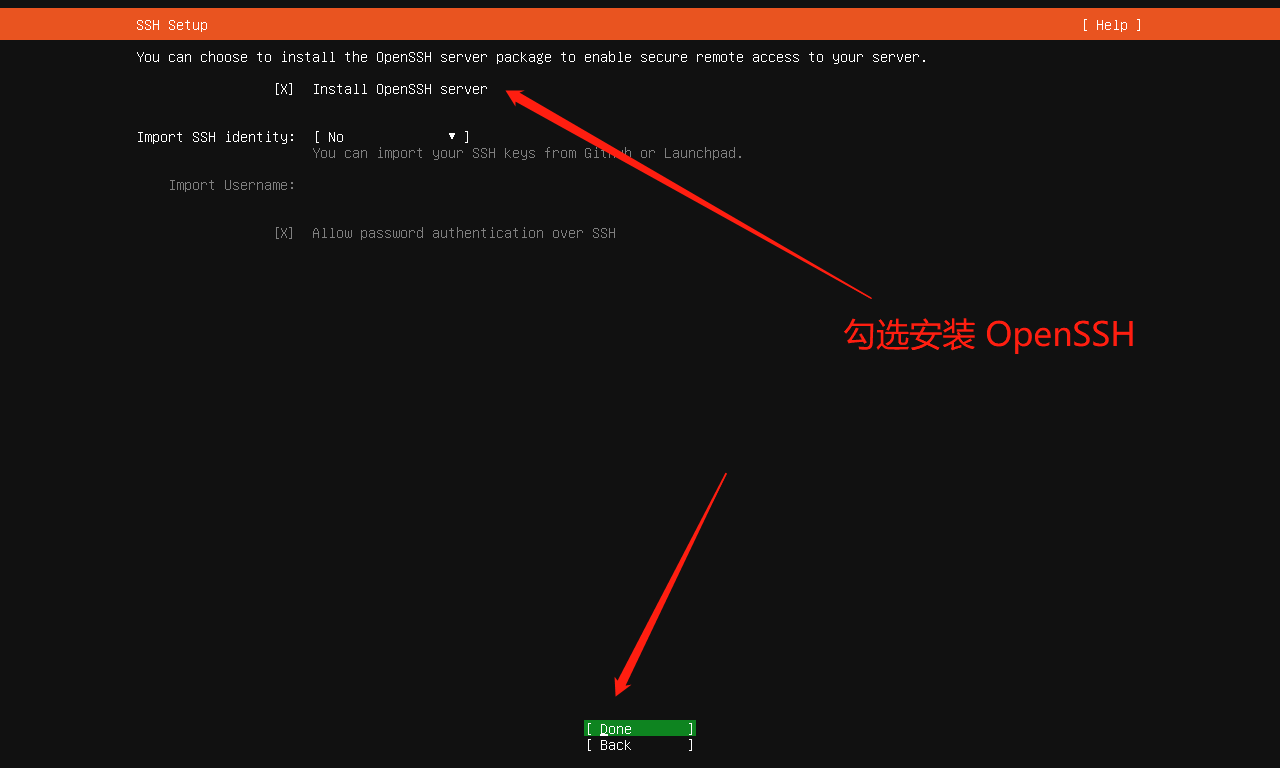 SSH Setup [ Help ]
You can choose to install the OpenSSH server package to enable secure remote access to your server.
[X] Install OpenSSH server
Import SSH identity: [ No ▼ ]
You can import your SSH keys from Github or Launchpad.
Import Username:
[X] Allow password authentication over SSH
勾选安装 OpenSSH
[ Done ]
[ Back ]